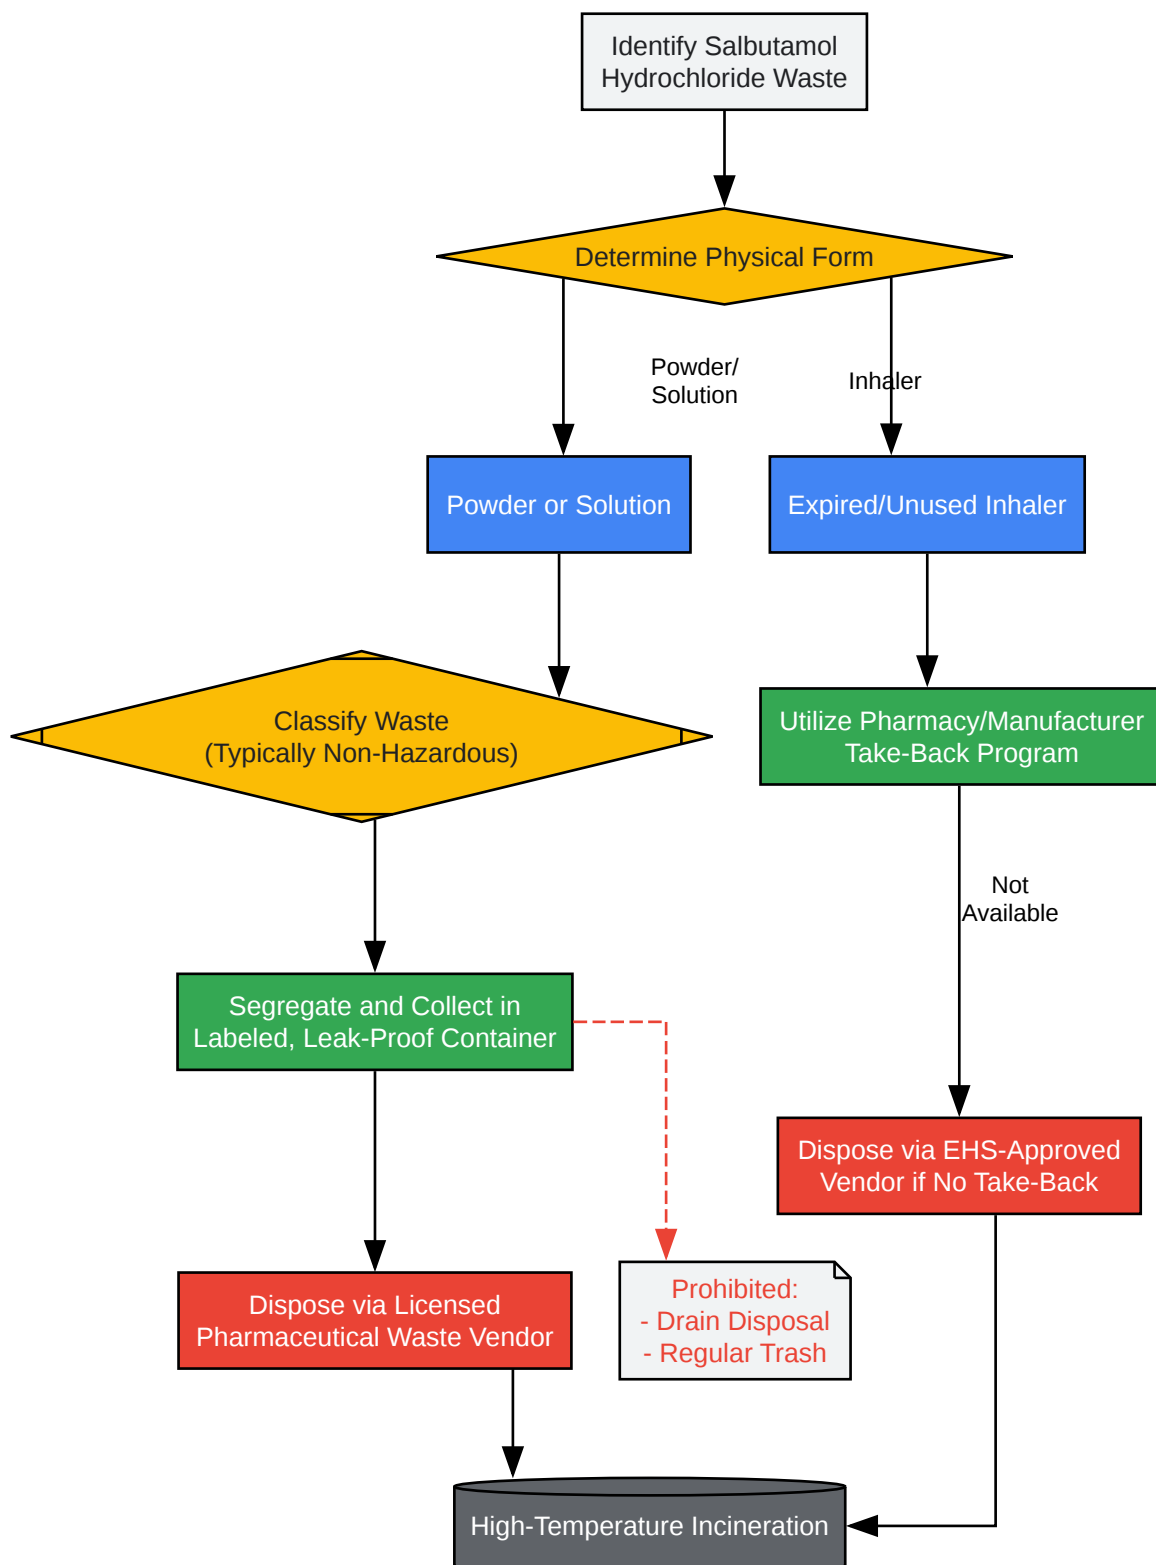 Identify Salbutamol
Hydrochloride Waste
Determine Physical Form
Powder/
Solution
Inhaler
Powder or Solution
Expired/Unused Inhaler
Classify Waste
(Typically Non-Hazardous)
Utilize Pharmacy/Manufacturer
Take-Back Program
Not
Available
Segregate and Collect in
Labeled, Leak-Proof Container
Dispose via EHS-Approved
Vendor if No Take-Back
Dispose via Licensed
Pharmaceutical Waste Vendor
Prohibited:
- Drain Disposal
- Regular Trash
High-Temperature Incineration